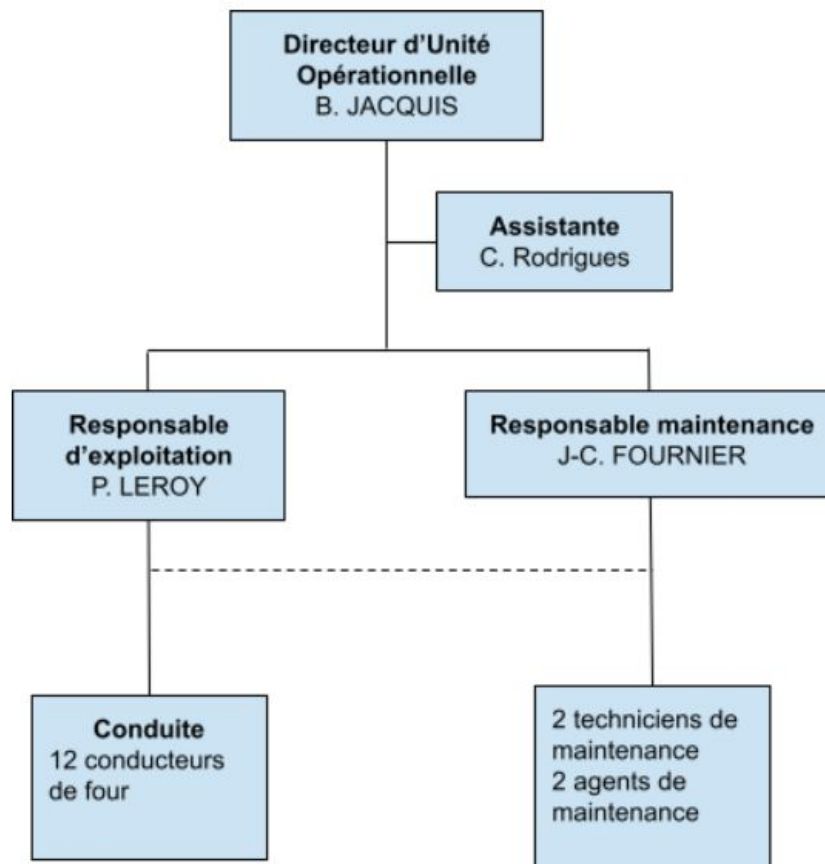 Directeur d’Unité
Opérationnelle
B. JACQUIS
Assistante
C. Rodrigues
Responsable
d’exploitation
P. LEROY
Responsable maintenance
J-C. FOURNIER
Conduite
12 conducteurs
de four
2 techniciens de
maintenance
2 agents de
maintenance